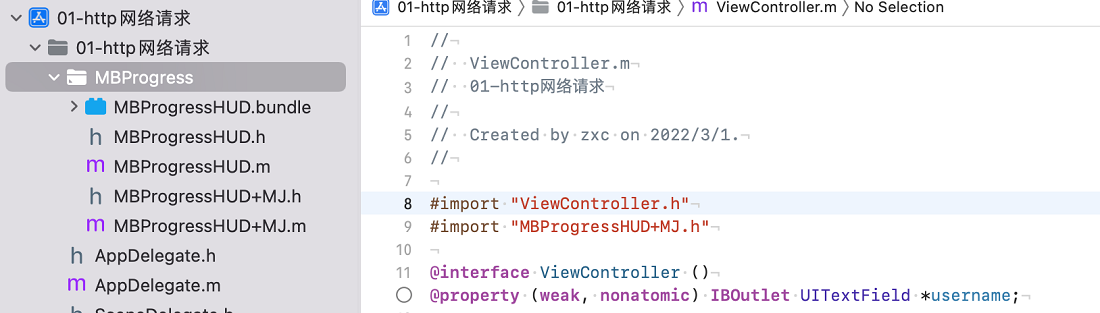 01-http网络请求
01-http网络请求
MBProgress
MBProgressHUD.bundle
h MBProgressHUD.h
m MBProgressHUD.m
h MBProgressHUD+MJ.h
m MBProgressHUD+MJ.m
h AppDelegate.h
m AppDelegate.m
h SceneDelegate.h
01-http网络请求 〉 01-http网络请求 〉 m ViewController.m 〉 No Selection
1 //
2 //  ViewController.m
3 //  01-http网络请求
4 //
5 //  Created by zxc on 2022/3/1.
6 //
7
8 #import "ViewController.h"
9 #import "MBProgressHUD+MJ.h"
10
11 @interface ViewController ()
@property (weak, nonatomic) IBOutlet UITextField *username;